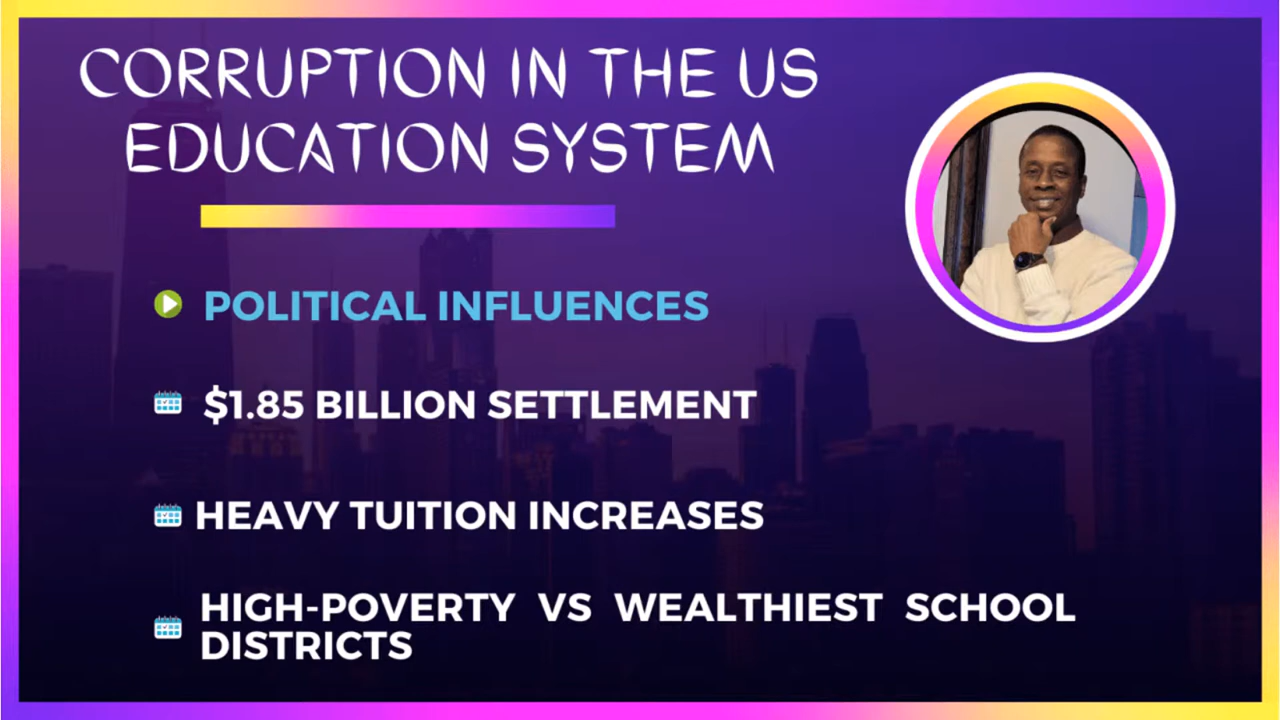 CORRUPTION IN THE US
EDUCATION SYSTEM
POLITICAL INFLUENCES
$1.85 BILLION SETTLEMENT
HEAVY TUITION INCREASES
HIGH-POVERTY VS WEALTHIEST SCHOOL
DISTRICTS